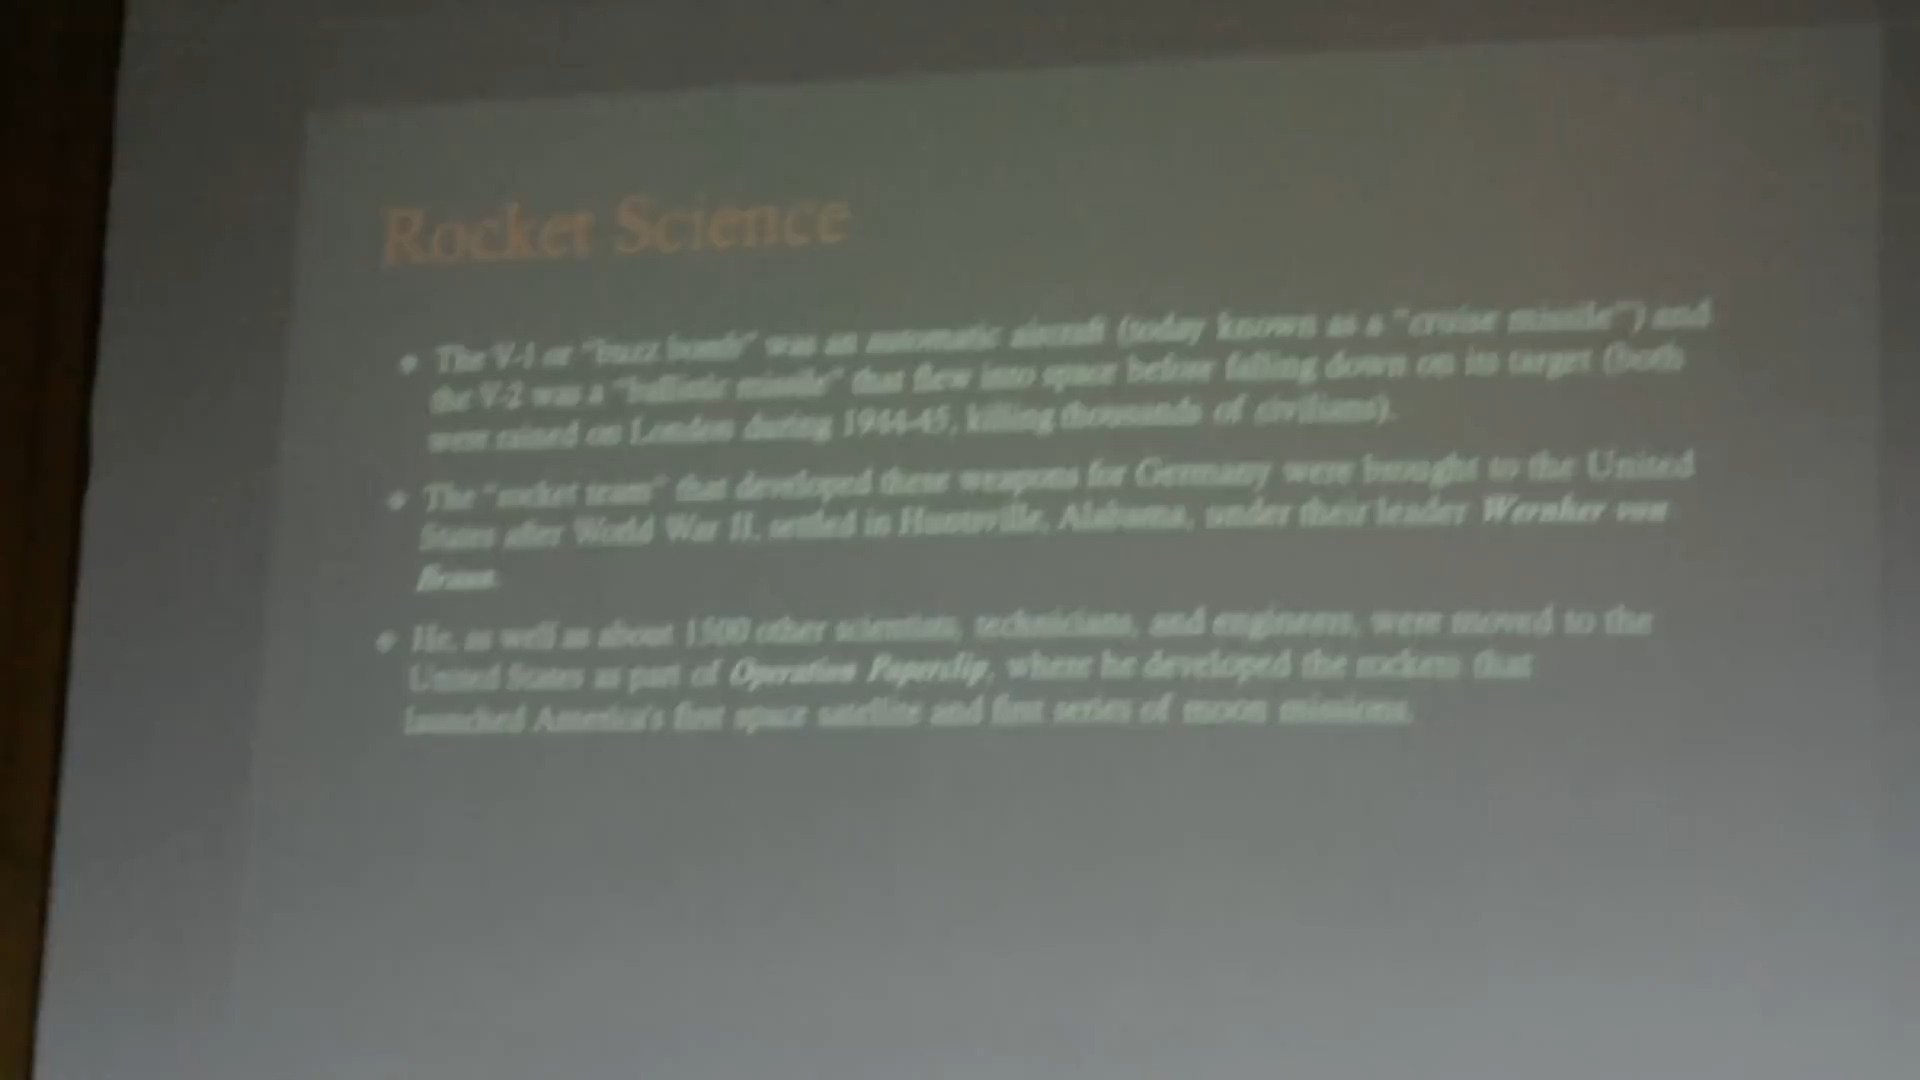 Rocket Science
The V-1 or "buzz bomb" was an automatic aircraft (today known as a "cruise missile") and
the V-2 was a "ballistic missile" that flew into space before falling down on its target (both
were rained on London during 1944-45, killing thousands of civilians).
The "rocket team" that developed these weapons for Germany were brought to the United
States after World War II, settled in Huntsville, Alabama, under their leader Wernher von
Braun.
He, as well as about 1500 other scientists, technicians, and engineers, were moved to the
United States as part of Operation Paperclip, where he developed the rockets that
launched America's first space satellite and first series of moon missions.